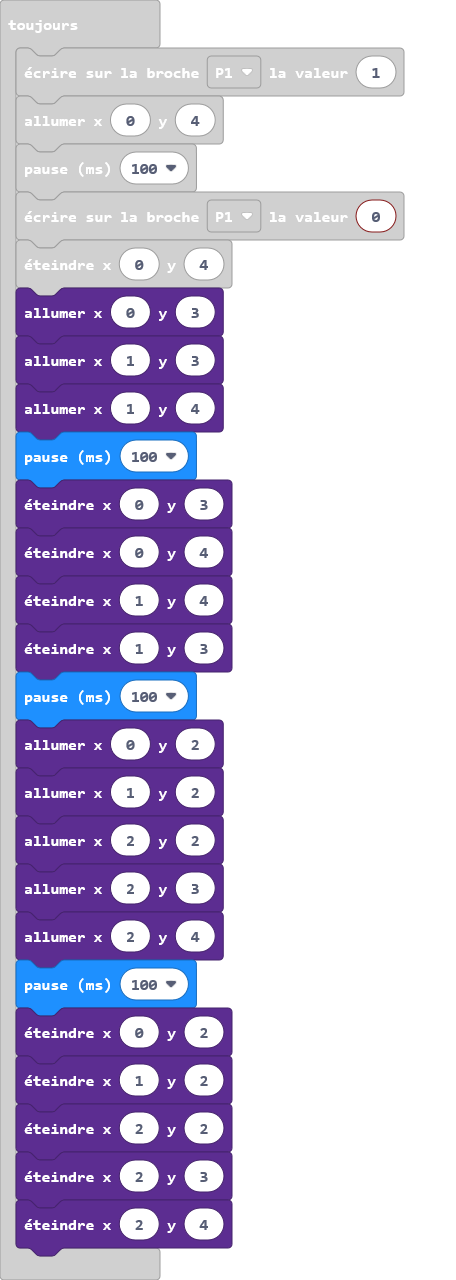 toujours
écrire sur la broche P1 la valeur 1
allumer x 0 y 4
pause (ms) 100
écrire sur la broche P1 la valeur 0
éteindre x 0 y 4
allumer x 0 y 3
allumer x 1 y 3
allumer x 1 y 4
pause (ms) 100
éteindre x 0 y 3
éteindre x 0 y 4
éteindre x 1 y 4
éteindre x 1 y 3
pause (ms) 100
allumer x 0 y 2
allumer x 1 y 2
allumer x 2 y 2
allumer x 2 y 3
allumer x 2 y 4
pause (ms) 100
éteindre x 0 y 2
éteindre x 1 y 2
éteindre x 2 y 2
éteindre x 2 y 3
éteindre x 2 y 4